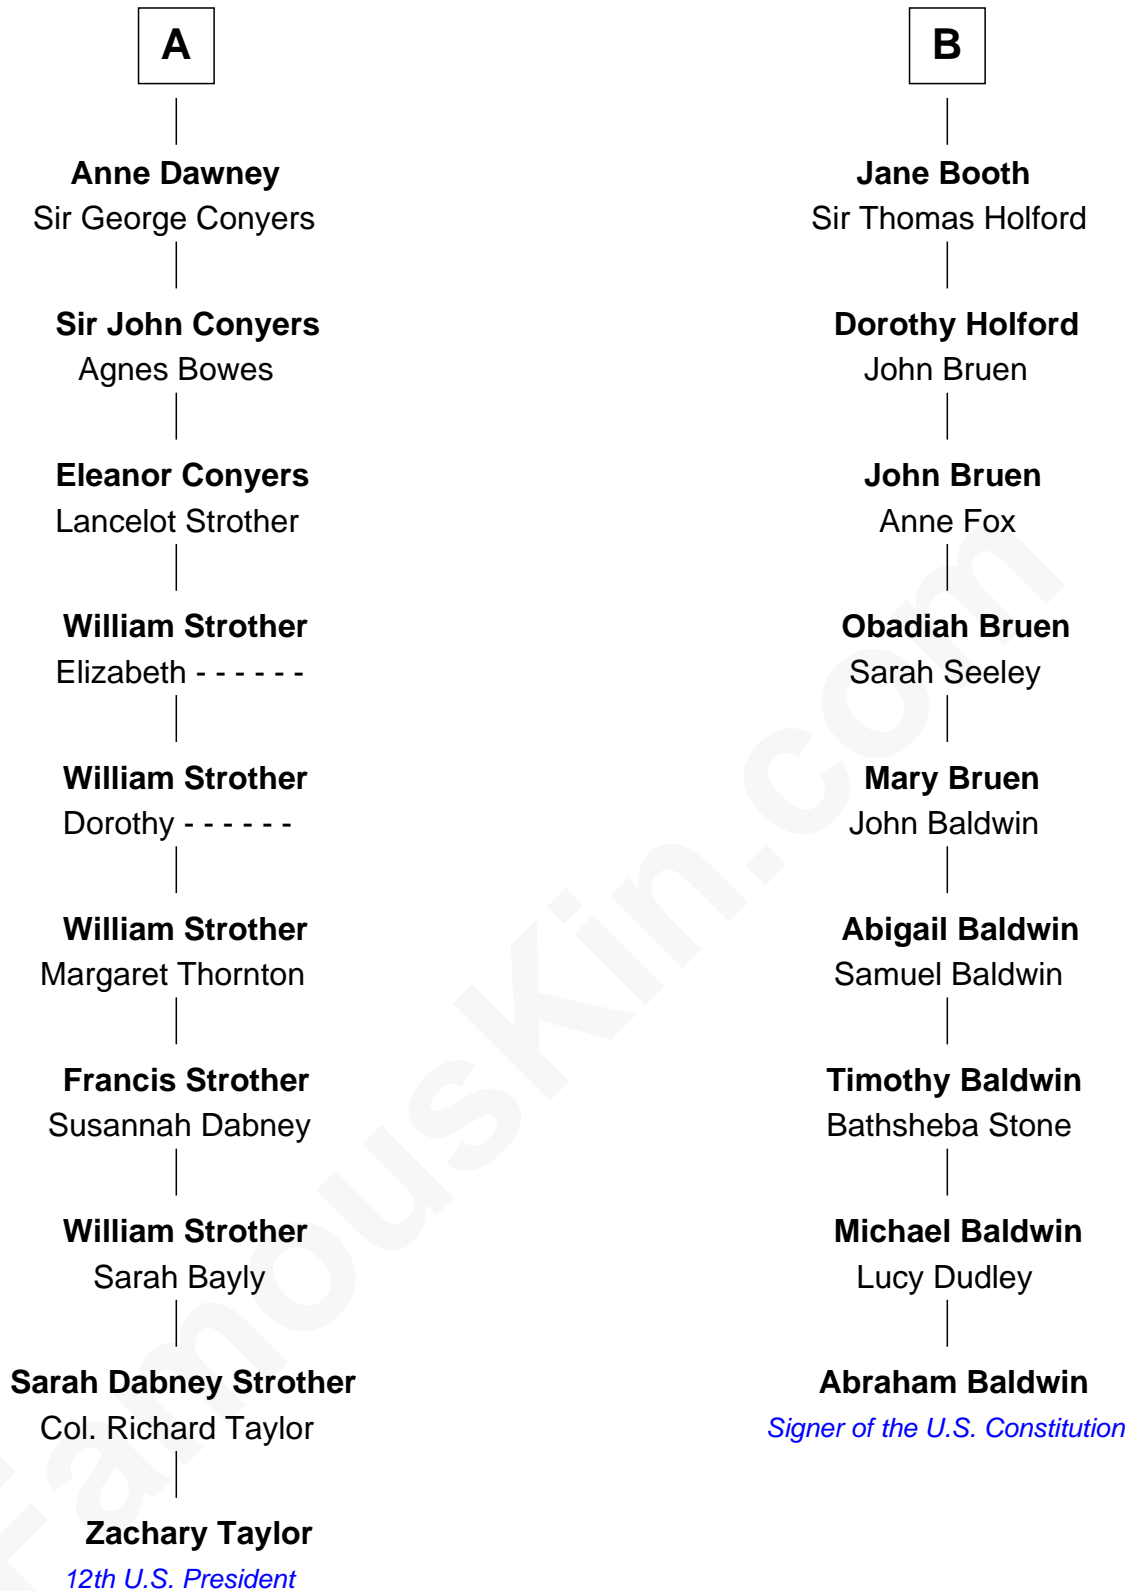 A
Anne Dawney
Sir George Conyers
Sir John Conyers
Agnes Bowes
Eleanor Conyers
Lancelot Strother
William Strother
Elizabeth - - - - - -
William Strother
Dorothy - - - - - -
William Strother
Margaret Thornton
Francis Strother
Susannah Dabney
William Strother
Sarah Bayly
Sarah Dabney Strother
Col. Richard Taylor
Zachary Taylor
12th U.S. President
B
Jane Booth
Sir Thomas Holford
Dorothy Holford
John Bruen
John Bruen
Anne Fox
Obadiah Bruen
Sarah Seeley
Mary Bruen
John Baldwin
Abigail Baldwin
Samuel Baldwin
Timothy Baldwin
Bathsheba Stone
Michael Baldwin
Lucy Dudley
Abraham Baldwin
Signer of the U.S. Constitution
FamousKin.com